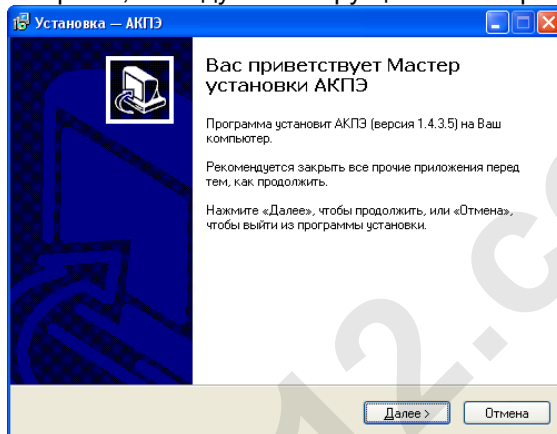 Установка — АКПЭ
Вас приветствует Мастер
установки АКПЭ
Программа установит АКПЭ (версия 1.4.3.5) на Ваш
компьютер.
Рекомендуется закрыть все прочие приложения перед
тем, как продолжить.
Нажмите «Далее», чтобы продолжить, или «Отмена»,
чтобы выйти из программы установки.
Далее >
Отмена